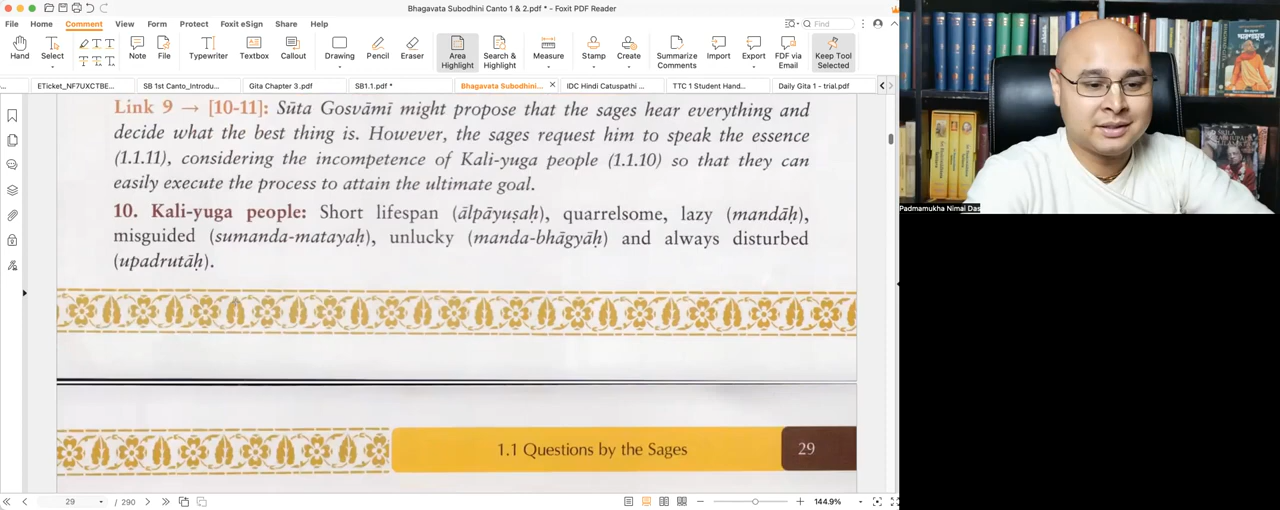 Bhagavata Subodhini Canto 1 & 2.pdf * - Foxit PDF Reader
File Home Comment View Form Protect Foxit eSign Share Help Find
Hand Select Note File Typewriter Textbox Callout Drawing Pencil Eraser Area Highlight Search & Highlight Measure Stamp Create Summarize Comments Import Export FDF via Email Keep Tool Selected
ETicket_NF7UXCTBE... SB 1st Canto_Introdu... Gita Chapter 3.pdf SB1.1.pdf * Bhagavata Subodhini... IDC Harinam Catuspathi ... TTC 1 Student Hand... Daily Gita 1 - trial.pdf
Link 9 → [10-11]: Sūta Gosvāmī might propose that the sages hear everything and
decide what the best thing is. However, the sages request him to speak the essence
(1.1.11), considering the incompetence of Kali-yuga people (1.1.10) so that they can
easily execute the process to attain the ultimate goal.
10. Kali-yuga people: Short lifespan (ālpāyuṣaḥ), quarrelsome, lazy (mandāḥ),
misguided (sumanda-matayaḥ), unlucky (manda-bhāgyāḥ) and always disturbed
(upadrutāḥ).
1.1 Questions by the Sages 29
29 / 290 144.9%
Padmamukha Nimai Das